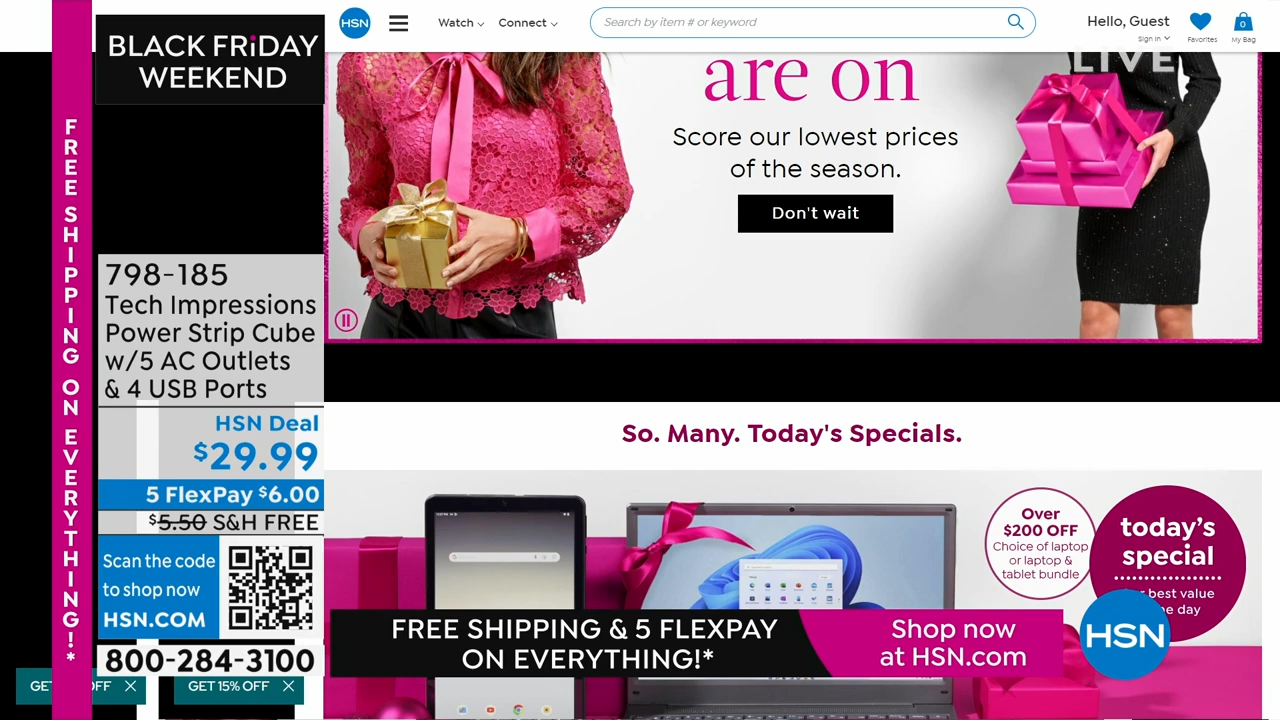 FREE SHIPPING ON EVERYTHING!*
BLACK FRiDAY
WEEKEND
798-185
Tech Impressions
Power Strip Cube
w/5 AC Outlets
& 4 USB Ports
HSN Deal
$29.99
5 FlexPay $6.00
$5.50 S&H FREE
Scan the code
to shop now
HSN.COM
800-284-3100
GET
OFF
GET 15% OFF
HSN
Watch
Connect
Search by item # or keyword
Hello, Guest
Sign In
Favorites
0
My Bag
LIVE
are on
Score our lowest prices
of the season.
Don't wait
So. Many. Today's Specials.
Over
$200 OFF
Choice of laptop
or laptop &
tablet bundle
today's
special
best value
day
FREE SHIPPING & 5 FLEXPAY
ON EVERYTHING!*
Shop now
at HSN.com
HSN